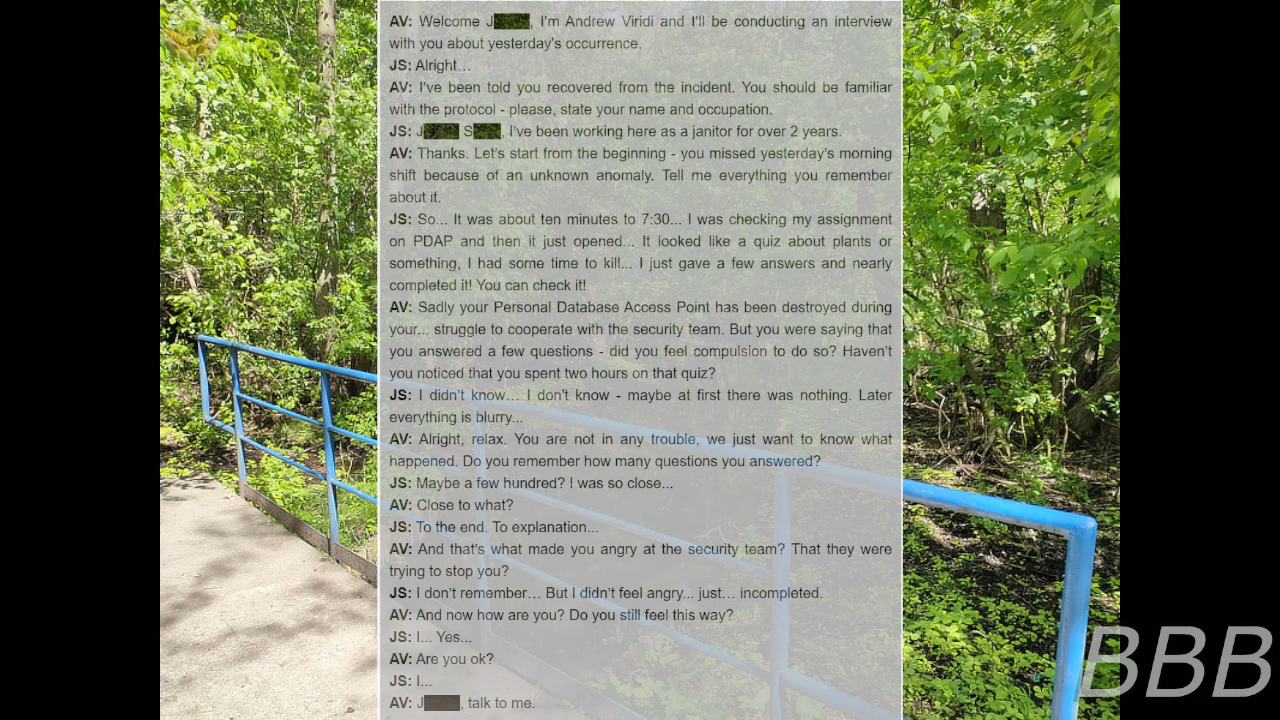 AV: Welcome J, I'm Andrew Viridi and I'll be conducting an interview
with you about yesterday's occurrence.
JS: Alright...
AV: I've been told you recovered from the incident. You should be familiar
with the protocol - please, state your name and occupation.
JS: J S, I've been working here as a janitor for over 2 years.
AV: Thanks. Let's start from the beginning - you missed yesterday's morning
shift because of an unknown anomaly. Tell me everything you remember
about it.
JS: So... It was about ten minutes to 7:30... I was checking my assignment
on PDAP and then it just opened... It looked like a quiz about plants or
something, I had some time to kill... I just gave a few answers and nearly
completed it! You can check it!
AV: Sadly your Personal Database Access Point has been destroyed during
your... struggle to cooperate with the security team. But you were saying that
you answered a few questions - did you feel compulsion to do so? Haven't
you noticed that you spent two hours on that quiz?
JS: I didn't know... I don't know - maybe at first there was nothing. Later
everything is blurry...
AV: Alright, relax. You are not in any trouble, we just want to know what
happened. Do you remember how many questions you answered?
JS: Maybe a few hundred? I was so close...
AV: Close to what?
JS: To the end. To explanation...
AV: And that's what made you angry at the security team? That they were
trying to stop you?
JS: I don't remember... But I didn't feel angry... just... incompleted.
AV: And now how are you? Do you still feel this way?
JS: I... Yes...
AV: Are you ok?
JS: I...
AV: J, talk to me.
BBB